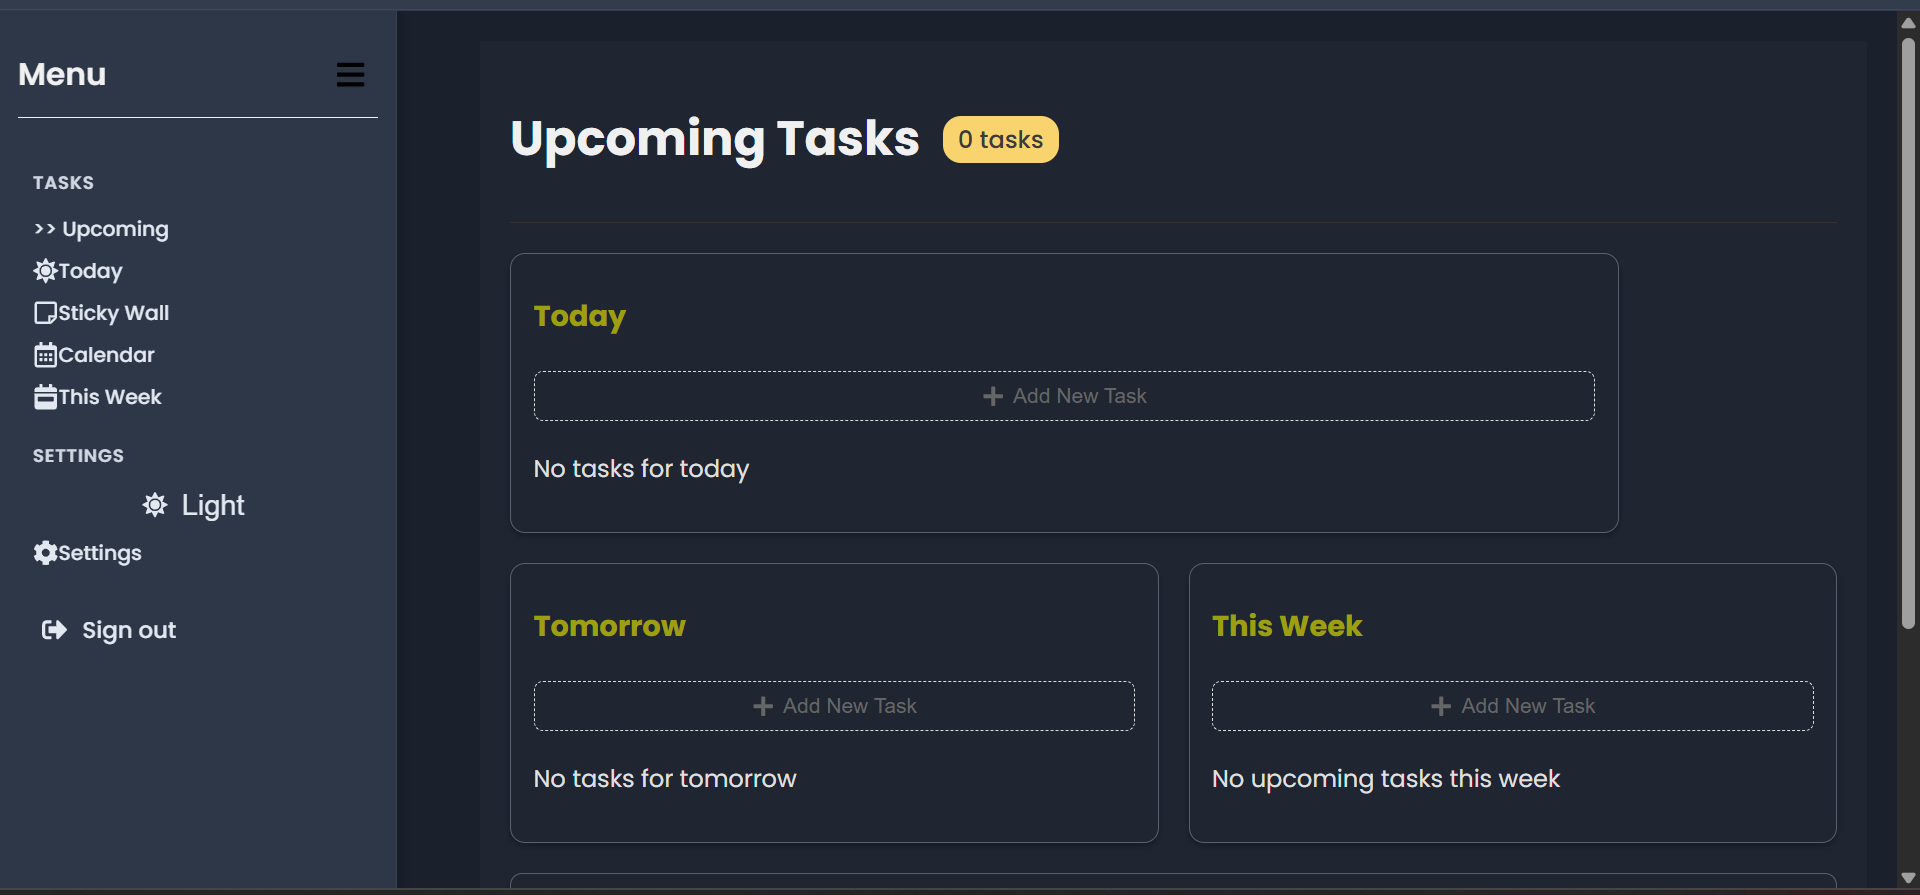 Menu
TASKS
>> Upcoming
Today
Sticky Wall
Calendar
This Week
SETTINGS
Light
Settings
Sign out
Upcoming Tasks
0 tasks
Today
Add New Task
No tasks for today
Tomorrow
Add New Task
No tasks for tomorrow
This Week
Add New Task
No upcoming tasks this week